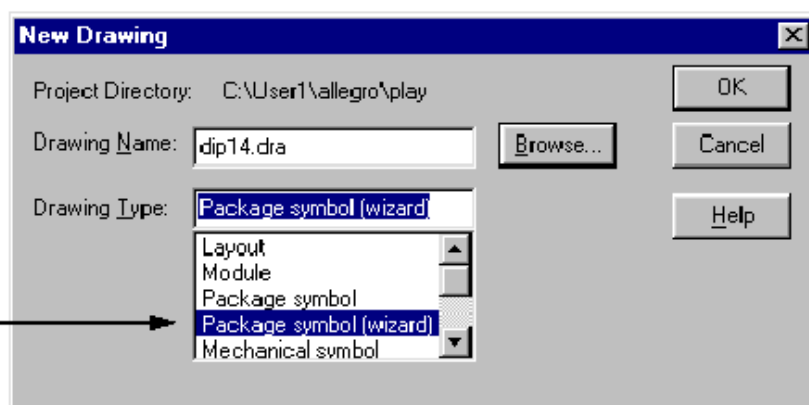 New Drawing
Project Directory: C:\User1\allegro\play
OK
Drawing Name: dip14.dra
Browse...
Cancel
Drawing Type: Package symbol (wizard)
Help
Layout
Module
Package symbol
Package symbol (wizard)
Mechanical symbol